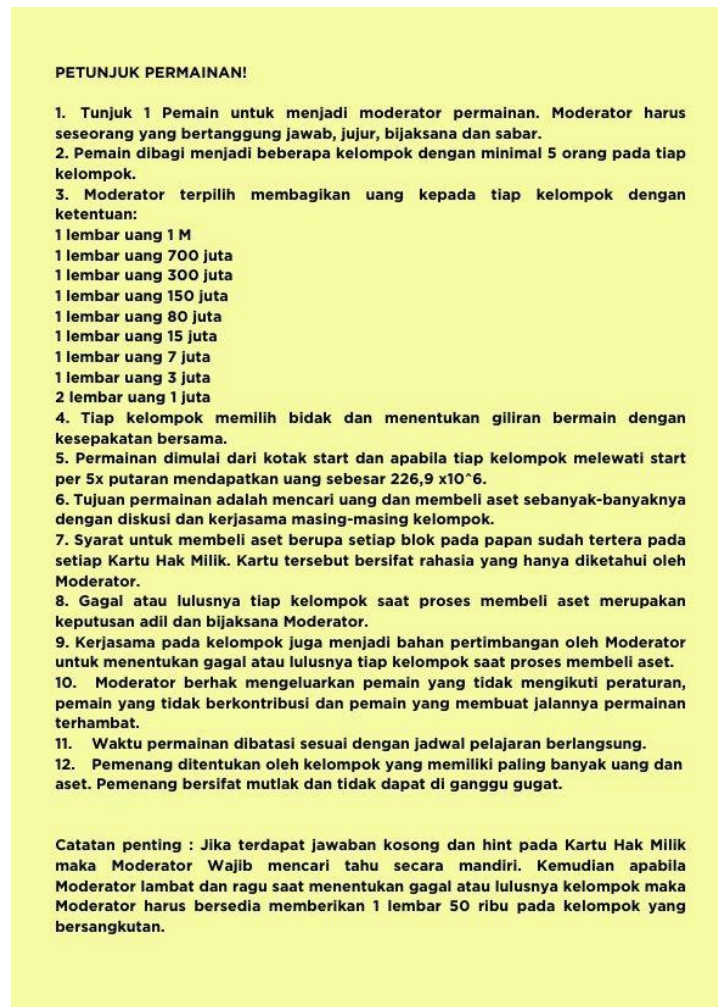 PETUNJUK PERMAINAN!
1. Tunjuk 1 Pemain untuk menjadi moderator permainan. Moderator harus
seseorang yang bertanggung jawab, jujur, bijaksana dan sabar.
2. Pemain dibagi menjadi beberapa kelompok dengan minimal 5 orang pada tiap
kelompok.
3. Moderator terpilih membagikan uang kepada tiap kelompok dengan
ketentuan:
1 lembar uang 1 M
1 lembar uang 700 juta
1 lembar uang 300 juta
1 lembar uang 150 juta
1 lembar uang 80 juta
1 lembar uang 15 juta
1 lembar uang 7 juta
1 lembar uang 3 juta
2 lembar uang 1 juta
4. Tiap kelompok memilih bidak dan menentukan giliran bermain dengan
kesepakatan bersama.
5. Permainan dimulai dari kotak start dan apabila tiap kelompok melewati start
per 5x putaran mendapatkan uang sebesar 226,9 x10^6.
6. Tujuan permainan adalah mencari uang dan membeli aset sebanyak-banyaknya
dengan diskusi dan kerjasama masing-masing kelompok.
7. Syarat untuk membeli aset berupa setiap blok pada papan sudah tertera pada
setiap Kartu Hak Milik. Kartu tersebut bersifat rahasia yang hanya diketahui oleh
Moderator.
8. Gagal atau lulusnya tiap kelompok saat proses membeli aset merupakan
keputusan adil dan bijaksana Moderator.
9. Kerjasama pada kelompok juga menjadi bahan pertimbangan oleh Moderator
untuk menentukan gagal atau lulusnya tiap kelompok saat proses membeli aset.
10. Moderator berhak mengeluarkan pemain yang tidak mengikuti peraturan,
pemain yang tidak berkontribusi dan pemain yang membuat jalannya permainan
terhambat.
11. Waktu permainan dibatasi sesuai dengan jadwal pelajaran berlangsung.
12. Pemenang ditentukan oleh kelompok yang memiliki paling banyak uang dan
aset. Pemenang bersifat mutlak dan tidak dapat di ganggu gugat.
Catatan penting : Jika terdapat jawaban kosong dan hint pada Kartu Hak Milik
maka Moderator Wajib mencari tahu secara mandiri. Kemudian apabila
Moderator lambat dan ragu saat menentukan gagal atau lulusnya kelompok maka
Moderator harus bersedia memberikan 1 lembar 50 ribu pada kelompok yang
bersangkutan.